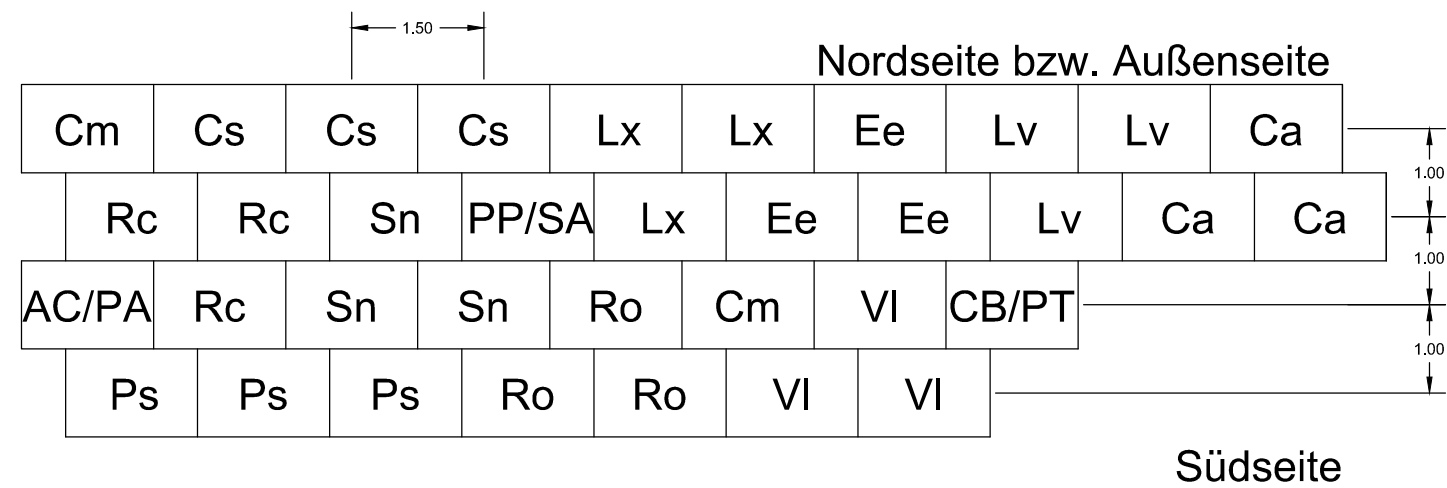 1.50
Nordseite bzw. Außenseite
Cm Cs Cs Cs Lx Lx Ee Lv Lv Ca
1.00
Rc Rc Sn PP/SA Lx Ee Ee Lv Ca Ca
1.00
AC/PA Rc Sn Sn Ro Cm Vl CB/PT
1.00
Ps Ps Ps Ro Ro Vl Vl
Südseite